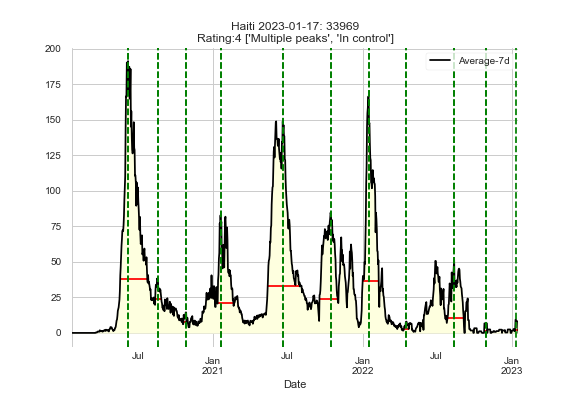 Haiti 2023-01-17: 33969
Rating:4 ['Multiple peaks', 'In control']
Average-7d
200
175
150
125
100
75
50
25
0
Jul
Jan
2021
Jul
Jan
2022
Jul
Jan
2023
Date